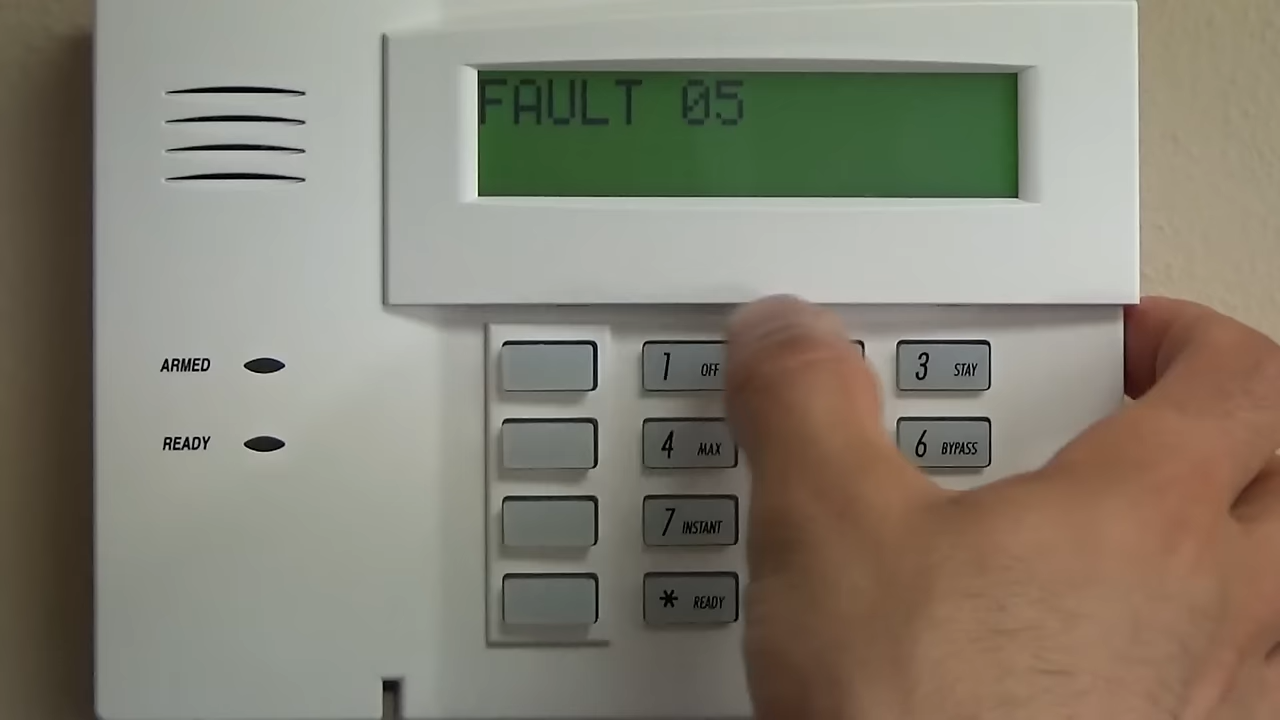 FAULT 05
ARMED
READY
1 OFF
3 STAY
4 MAX
6 BYPASS
7 INSTANT
* READY